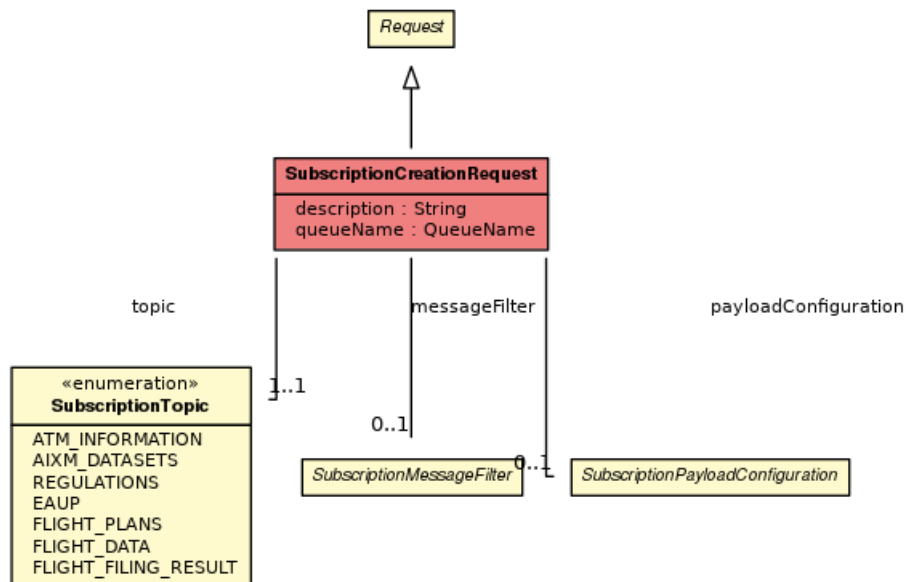 Request
SubscriptionCreationRequest
description : String
queueName : QueueName
topic
messageFilter
payloadConfiguration
«enumeration»
SubscriptionTopic
1..1
ATM_INFORMATION
AIXM_DATASETS
REGULATIONS
EAUP
FLIGHT_PLANS
FLIGHT_DATA
FLIGHT_FILING_RESULT
0..1
SubscriptionMessageFilter
0..1
SubscriptionPayloadConfiguration